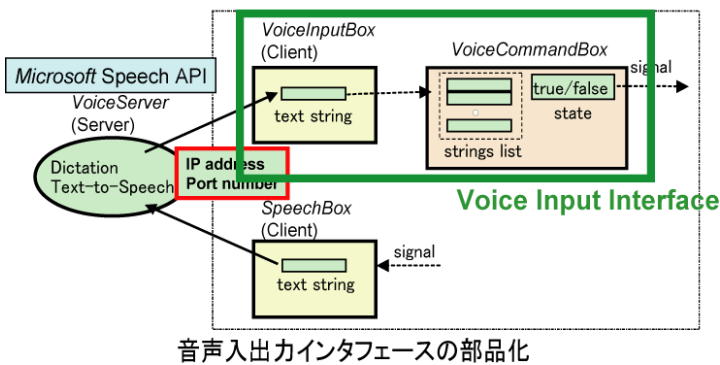 VoiceInputBox
(Client)
VoiceCommandBox
Microsoft Speech API
signal
VoiceServer
(Server)
true/false
text string
state
strings list
Dictation
Text-to-Speech
IP address
Port number
Voice Input Interface
SpeechBox
(Client)
signal
text string
音声入出力インタフェースの部品化